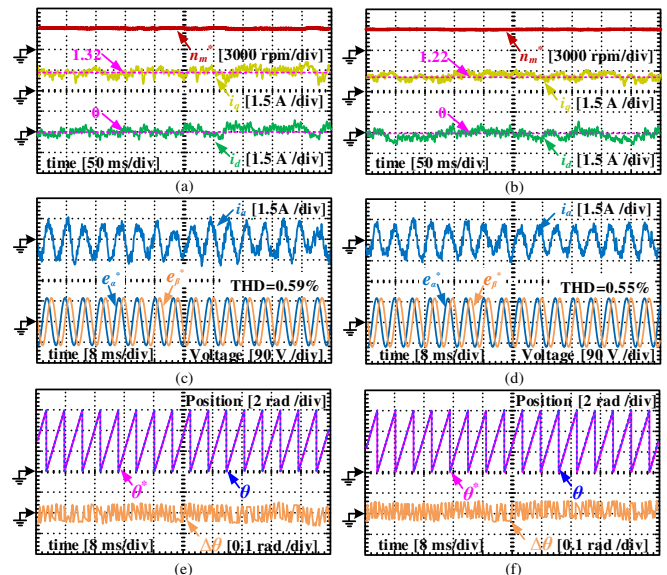 n_m^* [3000 rpm/div]
1.32
i_q [1.5 A /div]
0
time [50 ms/div]
i_d [1.5 A /div]
(a)
n_m^* [3000 rpm/div]
1.22
i_q [1.5 A /div]
0
time [50 ms/div]
i_d [1.5 A /div]
(b)
i_a [1.5A /div]
e_α^* e_β^* THD=0.59%
time [8 ms/div] Voltage [90 V /div]
(c)
i_a [1.5A /div]
e_α^* e_β^* THD=0.55%
time [8 ms/div] Voltage [90 V /div]
(d)
Position [2 rad /div]
θ^* θ
Δθ
time [8 ms/div] [0.1 rad /div]
(e)
Position [2 rad /div]
θ^* θ
Δθ
time [8 ms/div] [0.1 rad /div]
(f)